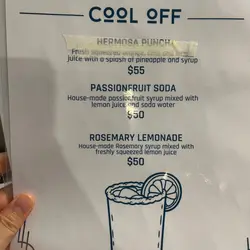 COOL OFF
HERMOSA PUNCH
juice with a splash of pineapple and syrup
$55
PASSIONFRUIT SODA
House-made passionfruit syrup mixed with
lemon juice and soda water
$50
ROSEMARY LEMONADE
House-made Rosemary syrup mixed with
freshly squeezed lemon juice
$50